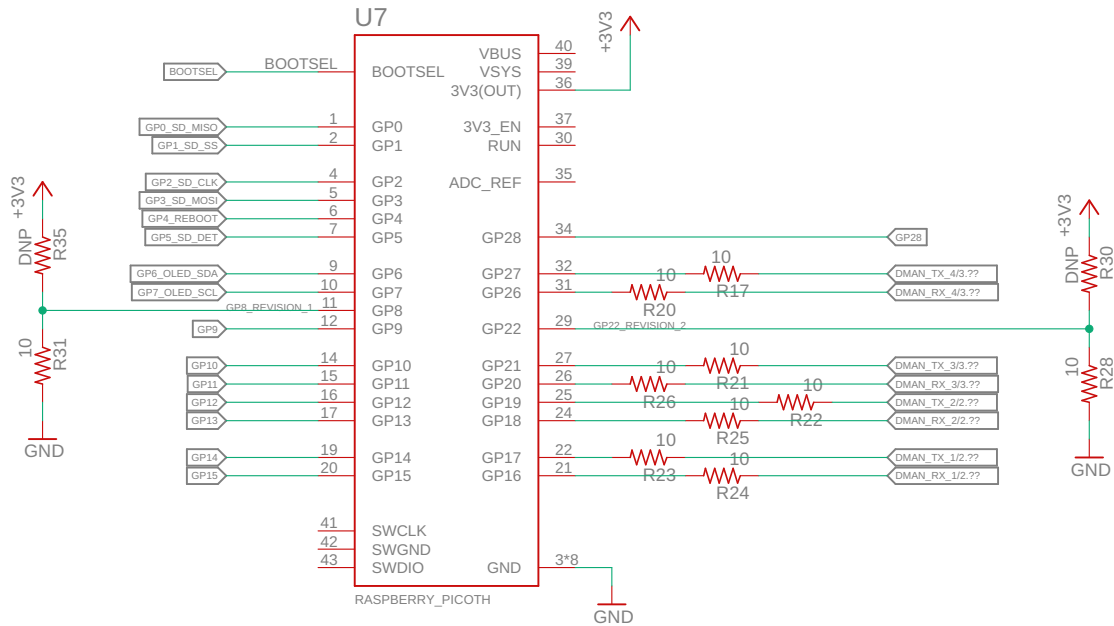 U7
+3V3
VBUS 40
BOOTSEL BOOTSEL BOOTSEL VSYS 39
3V3(OUT) 36
GP0_SD_MISO 1 GP0 3V3_EN 37
GP1_SD_SS 2 GP1 RUN 30
GP2_SD_CLK 4 GP2 ADC_REF 35
GP3_SD_MOSI 5 GP3
GP4_REBOOT 6 GP4
GP5_SD_DET 7 GP5 GP28 34 GP28
GP6_OLED_SDA 9 GP6 GP27 32 10 R17 DMAN_TX_4/3.??
GP7_OLED_SCL 10 GP7 GP26 31 10 R20 DMAN_RX_4/3.??
GP8_REVISION_1 11 GP8
GP9 12 GP9 GP22 29 GP22_REVISION_2
GP10 14 GP10 GP21 27 10 R21 DMAN_TX_3/3.??
GP11 15 GP11 GP20 26 10 R26 DMAN_RX_3/3.??
GP12 16 GP12 GP19 25 10 R22 DMAN_TX_2/2.??
GP13 17 GP13 GP18 24 10 R25 DMAN_RX_2/2.??
GP14 19 GP14 GP17 22 10 R23 DMAN_TX_1/2.??
GP15 20 GP15 GP16 21 10 R24 DMAN_RX_1/2.??
41 SWCLK
42 SWGND
43 SWDIO GND 3*8
RASPBERRY_PICOTH
GND
+3V3
DNP R35
10 R31
GND
+3V3
DNP R30
10 R28
GND